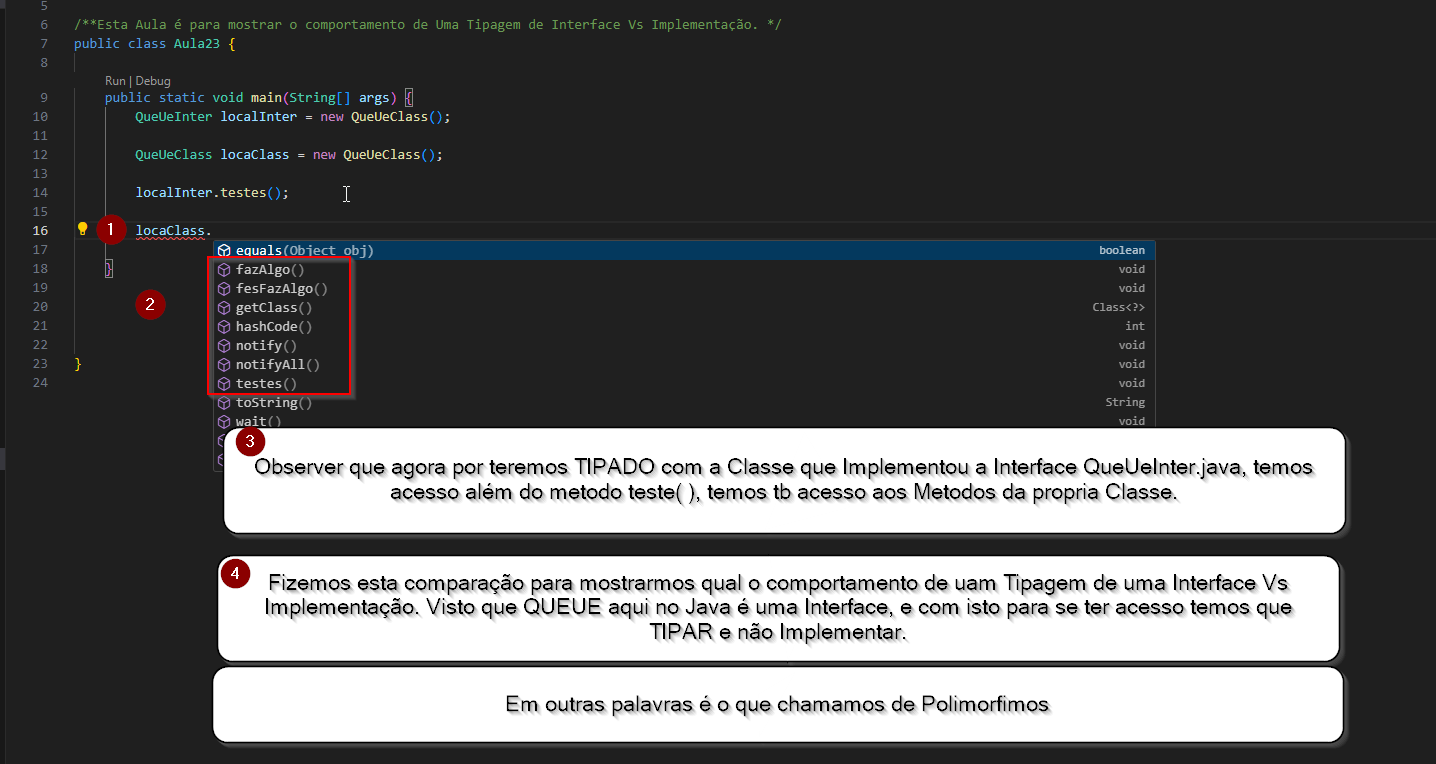 5
6 /**Esta Aula é para mostrar o comportamento de Uma Tipagem de Interface Vs Implementação. */
7 public class Aula23 {
8
Run | Debug
9 public static void main(String[] args) {
10 QueUeInter localInter = new QueUeClass();
11
12 QueUeClass locaClass = new QueUeClass();
13
14 localInter.testes();
15
16 1 locaClass.
17 equals(Object obj) boolean
18 } fazAlgo() void
19 fesFazAlgo() void
20 2 getClass() Class<?>
21 hashCode() int
22 notify() void
23 } notifyAll() void
24 testes() void
toString() String
wait() void
3
Observer que agora por teremos TIPADO com a Classe que Implementou a Interface QueUeInter.java, temos
acesso além do metodo teste( ), temos tb acesso aos Metodos da propria Classe.
4
Fizemos esta comparação para mostrarmos qual o comportamento de uam Tipagem de uma Interface Vs
Implementação. Visto que QUEUE aqui no Java é uma Interface, e com isto para se ter acesso temos que
TIPAR e não Implementar.
Em outras palavras é o que chamamos de Polimorfimos